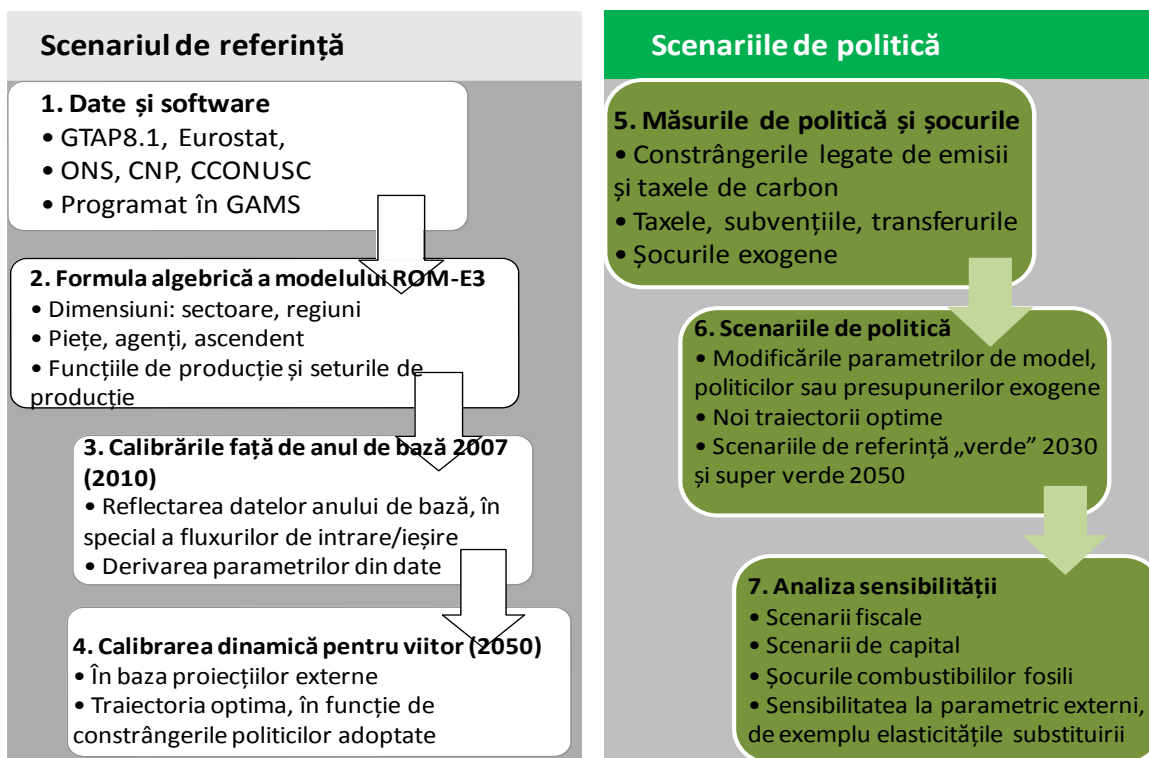 Scenariul de referință
1. Date și software
• GTAP8.1, Eurostat,
• ONS, CNP, CCONUSC
• Programat în GAMS
2. Formula algebrică a modelului ROM-E3
• Dimensiuni: sectoare, regiuni
• Piețe, agenți, ascendent
• Funcțiile de producție și seturile de
producție
3. Calibrările față de anul de bază 2007
(2010)
• Reflectarea datelor anului de bază, în
special a fluxurilor de intrare/ieșire
• Derivarea parametrilor din date
4. Calibrarea dinamică pentru viitor (2050)
• În baza proiecțiilor externe
• Traiectoria optima, în funcție de
constrângerile politicilor adoptate
Scenariile de politică
5. Măsurile de politică și șocurile
• Constrângerile legate de emisii
și taxele de carbon
• Taxele, subvențiile, transferurile
• Șocurile exogene
6. Scenariile de politică
• Modificările parametrilor de model,
politicilor sau presupunerilor exogene
• Noi traiectorii optime
• Scenariile de referință „verde” 2030
și super verde 2050
7. Analiza sensibilității
• Scenarii fiscale
• Scenarii de capital
• Șocurile combustibililor fosili
• Sensibilitatea la parametric externi,
de exemplu elasticitățile substituirii